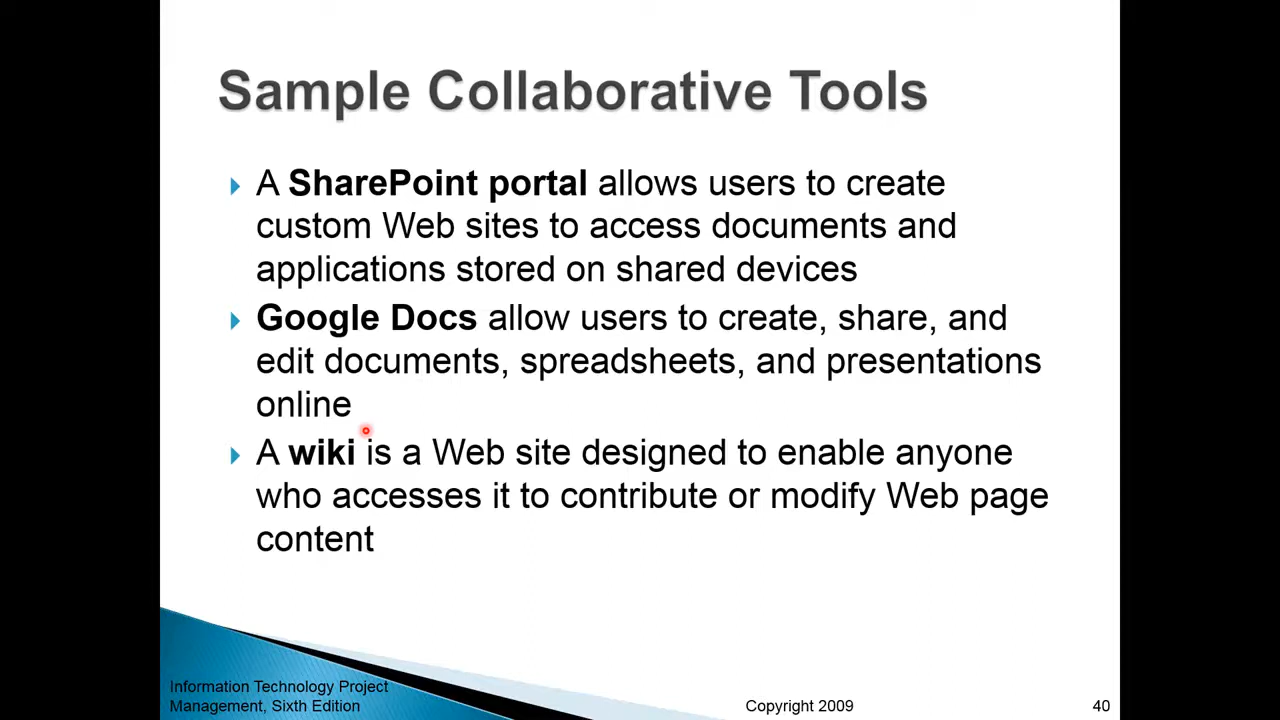 Sample Collaborative Tools
A SharePoint portal allows users to create
custom Web sites to access documents and
applications stored on shared devices
Google Docs allow users to create, share, and
edit documents, spreadsheets, and presentations
online
A wiki is a Web site designed to enable anyone
who accesses it to contribute or modify Web page
content
Information Technology Project
Management, Sixth Edition
Copyright 2009
40